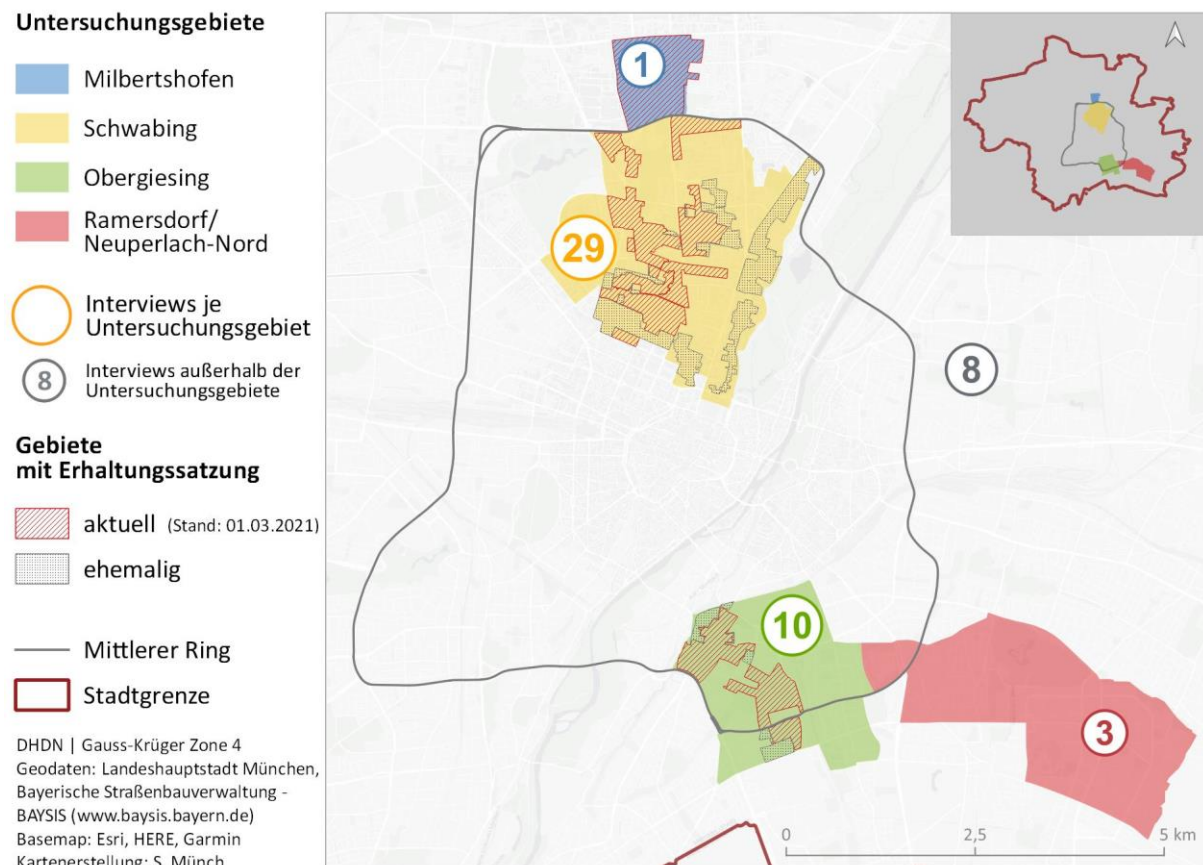 Untersuchungsgebiete
Milbertshofen
Schwabing
Obergiesing
Ramersdorf/
Neuperlach-Nord
Interviews je
Untersuchungsgebiet
8
Interviews außerhalb der
Untersuchungsgebiete
Gebiete
mit Erhaltungssatzung
aktuell (Stand: 01.03.2021)
ehemalig
Mittlerer Ring
Stadtgrenze
DHDN | Gauss-Krüger Zone 4
Geodaten: Landeshauptstadt München,
Bayerische Straßenbauverwaltung -
BAYSIS (www.baysis.bayern.de)
Basemap: Esri, HERE, Garmin
Kartenerstellung: S. Münch
1
29
8
10
3
0 2,5 5 km